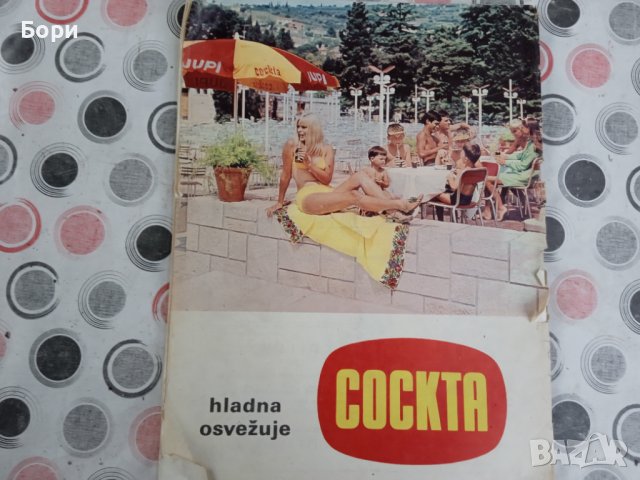 Бори
JUPI
cockta
JUPI
hladna
osvežuje
COCKTA
BAZAR